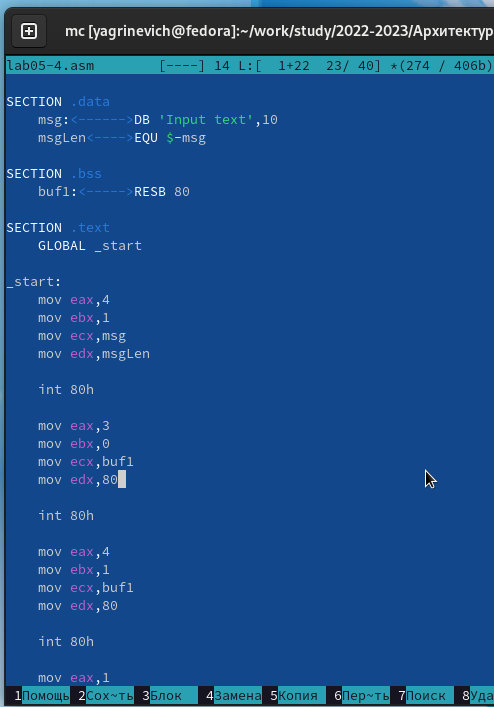 mc [yagrinevich@fedora]:~/work/study/2022-2023/Архитектур
lab05-4.asm [----] 14 L:[ 1+22 23/ 40] *(274 / 406b)
SECTION .data
msg:<------>DB 'Input text',10
msgLen<---->EQU $-msg
SECTION .bss
buf1:<----->RESB 80
SECTION .text
GLOBAL _start
_start:
mov eax,4
mov ebx,1
mov ecx,msg
mov edx,msgLen
int 80h
mov eax,3
mov ebx,0
mov ecx,buf1
mov edx,80
int 80h
mov eax,4
mov ebx,1
mov ecx,buf1
mov edx,80
int 80h
mov eax,1
1Помощь 2Сох~ть 3Блок 4Замена 5Копия 6Пер~ть 7Поиск 8Уда